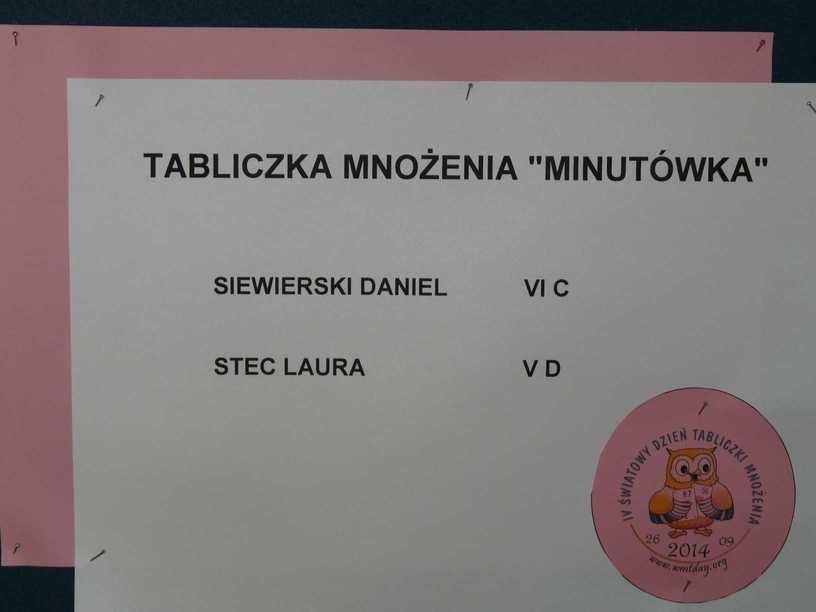 TABLICZKA MNOŻENIA "MINUTÓWKA"
SIEWIERSKI DANIEL VI C
STEC LAURA V D
IV ŚWIATOWY DZIEŃ TABLICZKI MNOŻENIA
26 09
2014
www.wmtday.org